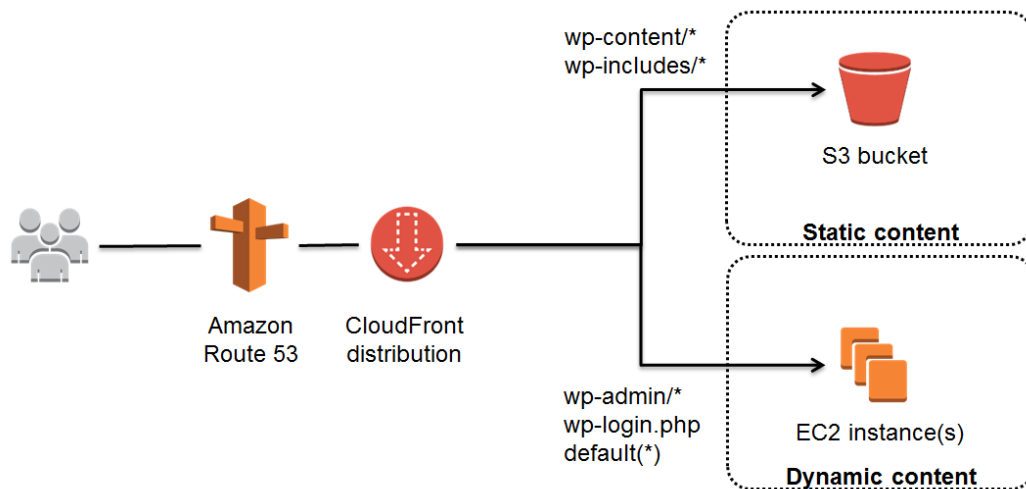 wp-content/*
wp-includes/*
S3 bucket
Static content
Amazon
Route 53
CloudFront
distribution
wp-admin/*
wp-login.php
default(*)
EC2 instance(s)
Dynamic content